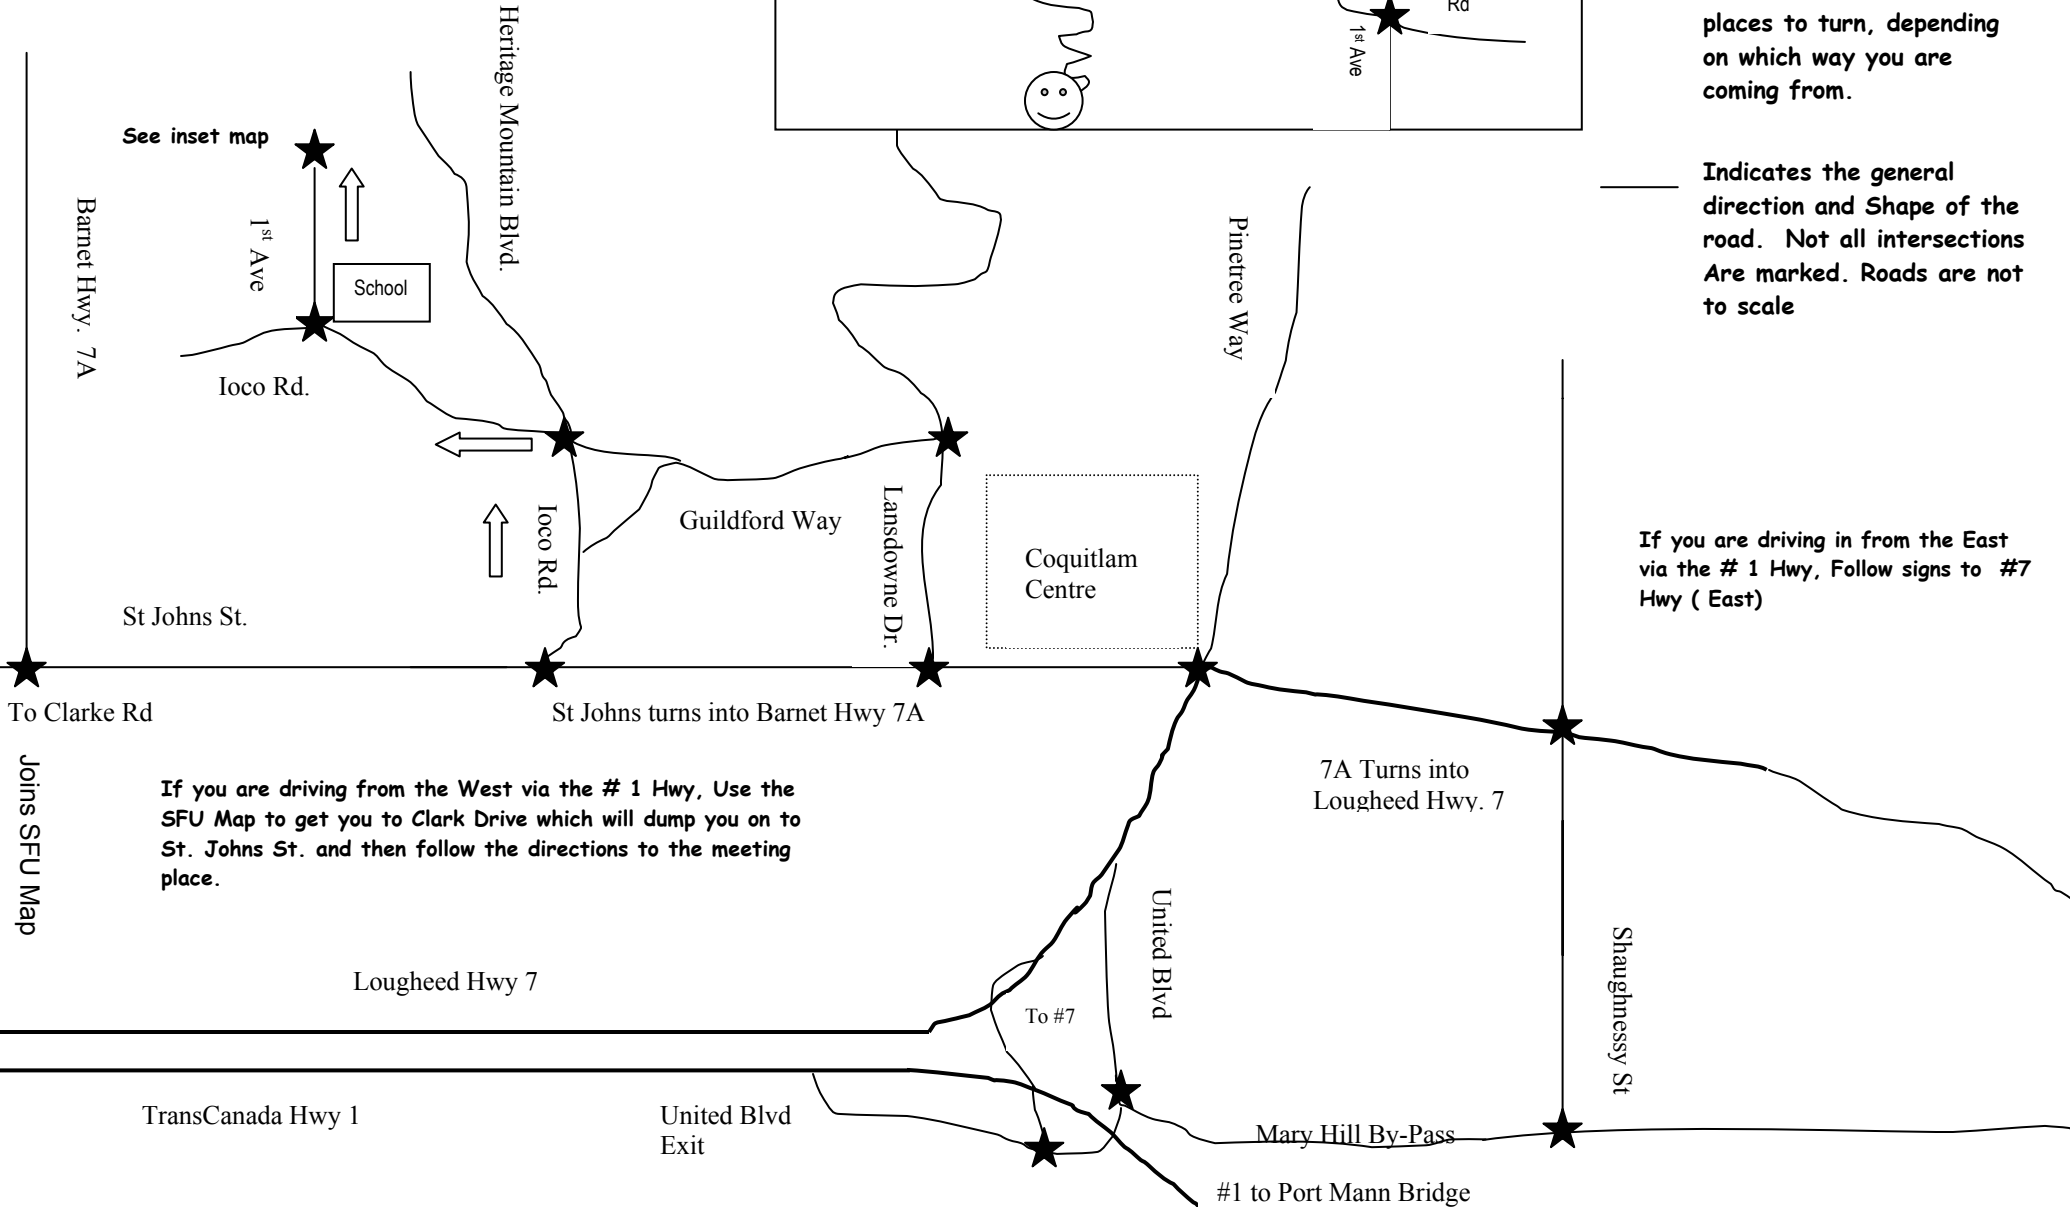 Rd
1st Ave
places to turn, depending
on which way you are
coming from.
Heritage Mountain Blvd.
See inset map
Indicates the general
direction and Shape of the
road.  Not all intersections
Are marked. Roads are not
to scale
Barnet Hwy.  7A
1st Ave
School
Pinetree Way
Ioco Rd.
Ioco Rd.
Guildford Way
Lansdowne Dr.
Coquitlam
Centre
If you are driving in from the East
via the # 1 Hwy, Follow signs to  #7
Hwy ( East)
St Johns St.
To Clarke Rd
St Johns turns into Barnet Hwy 7A
7A Turns into
Lougheed Hwy. 7
Joins SFU Map
If you are driving from the West via the # 1 Hwy, Use the
SFU Map to get you to Clark Drive which will dump you on to
St. Johns St. and then follow the directions to the meeting
place.
United Blvd
Shaughnessy St
Lougheed Hwy 7
To #7
TransCanada Hwy 1
United Blvd
Exit
Mary Hill By-Pass
#1 to Port Mann Bridge